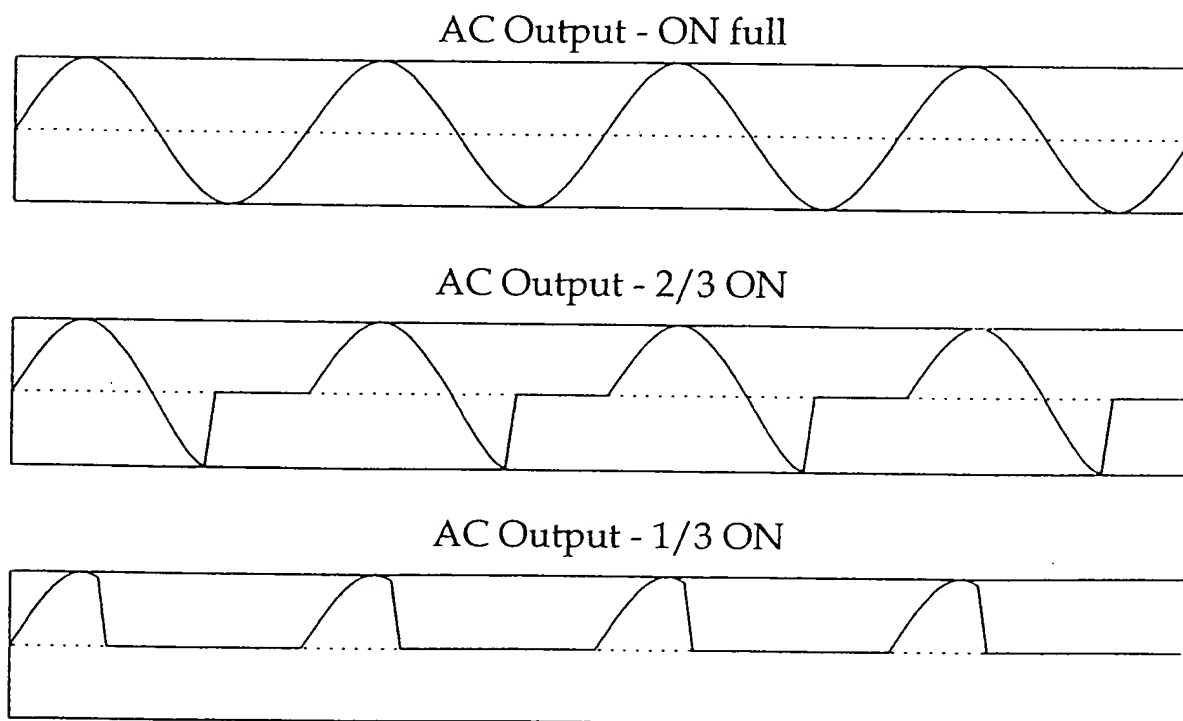 AC Output - ON full
AC Output - 2/3 ON
AC Output - 1/3 ON